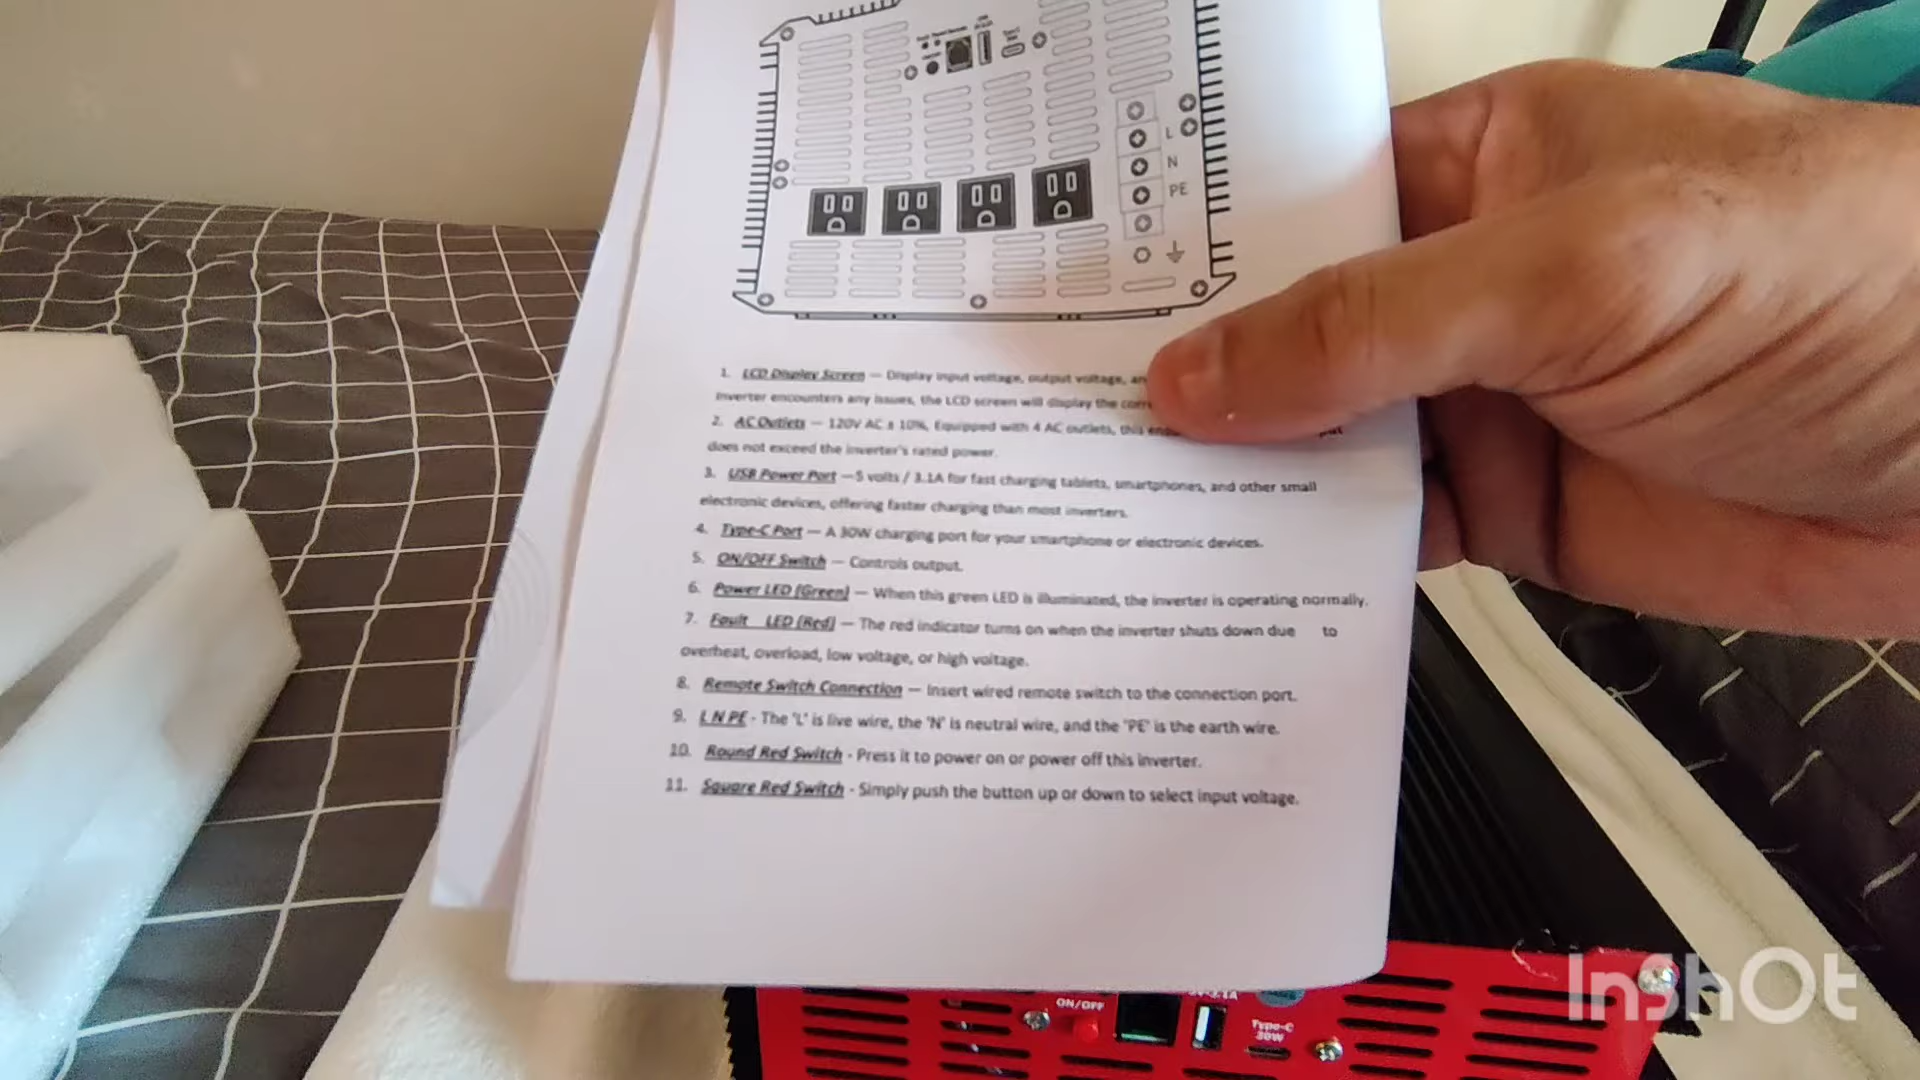 L
N
PE
1. LCD Display Screen — Display input voltage, output voltage, an
inverter encounters any issues, the LCD screen will display the corr
2. AC Outlets — 120V AC ± 10%, Equipped with 4 AC outlets, this
does not exceed the inverter's rated power.
3. USB Power Port —5 volts / 3.1A for fast charging tablets, smartphones, and other small
electronic devices, offering faster charging than most inverters.
4. Type-C Port — A 30W charging port for your smartphone or electronic devices.
5. ON/OFF Switch — Controls output.
6. Power LED (Green) — When this green LED is illuminated, the inverter is operating normally.
7. Fault LED (Red) — The red indicator turns on when the inverter shuts down due to
overheat, overload, low voltage, or high voltage.
8. Remote Switch Connection — Insert wired remote switch to the connection port.
9. L N PE - The 'L' is live wire, the 'N' is neutral wire, and the 'PE' is the earth wire.
10. Round Red Switch - Press it to power on or power off this inverter.
11. Square Red Switch - Simply push the button up or down to select input voltage.
ON/OFF
Type-C
30W
InShOt